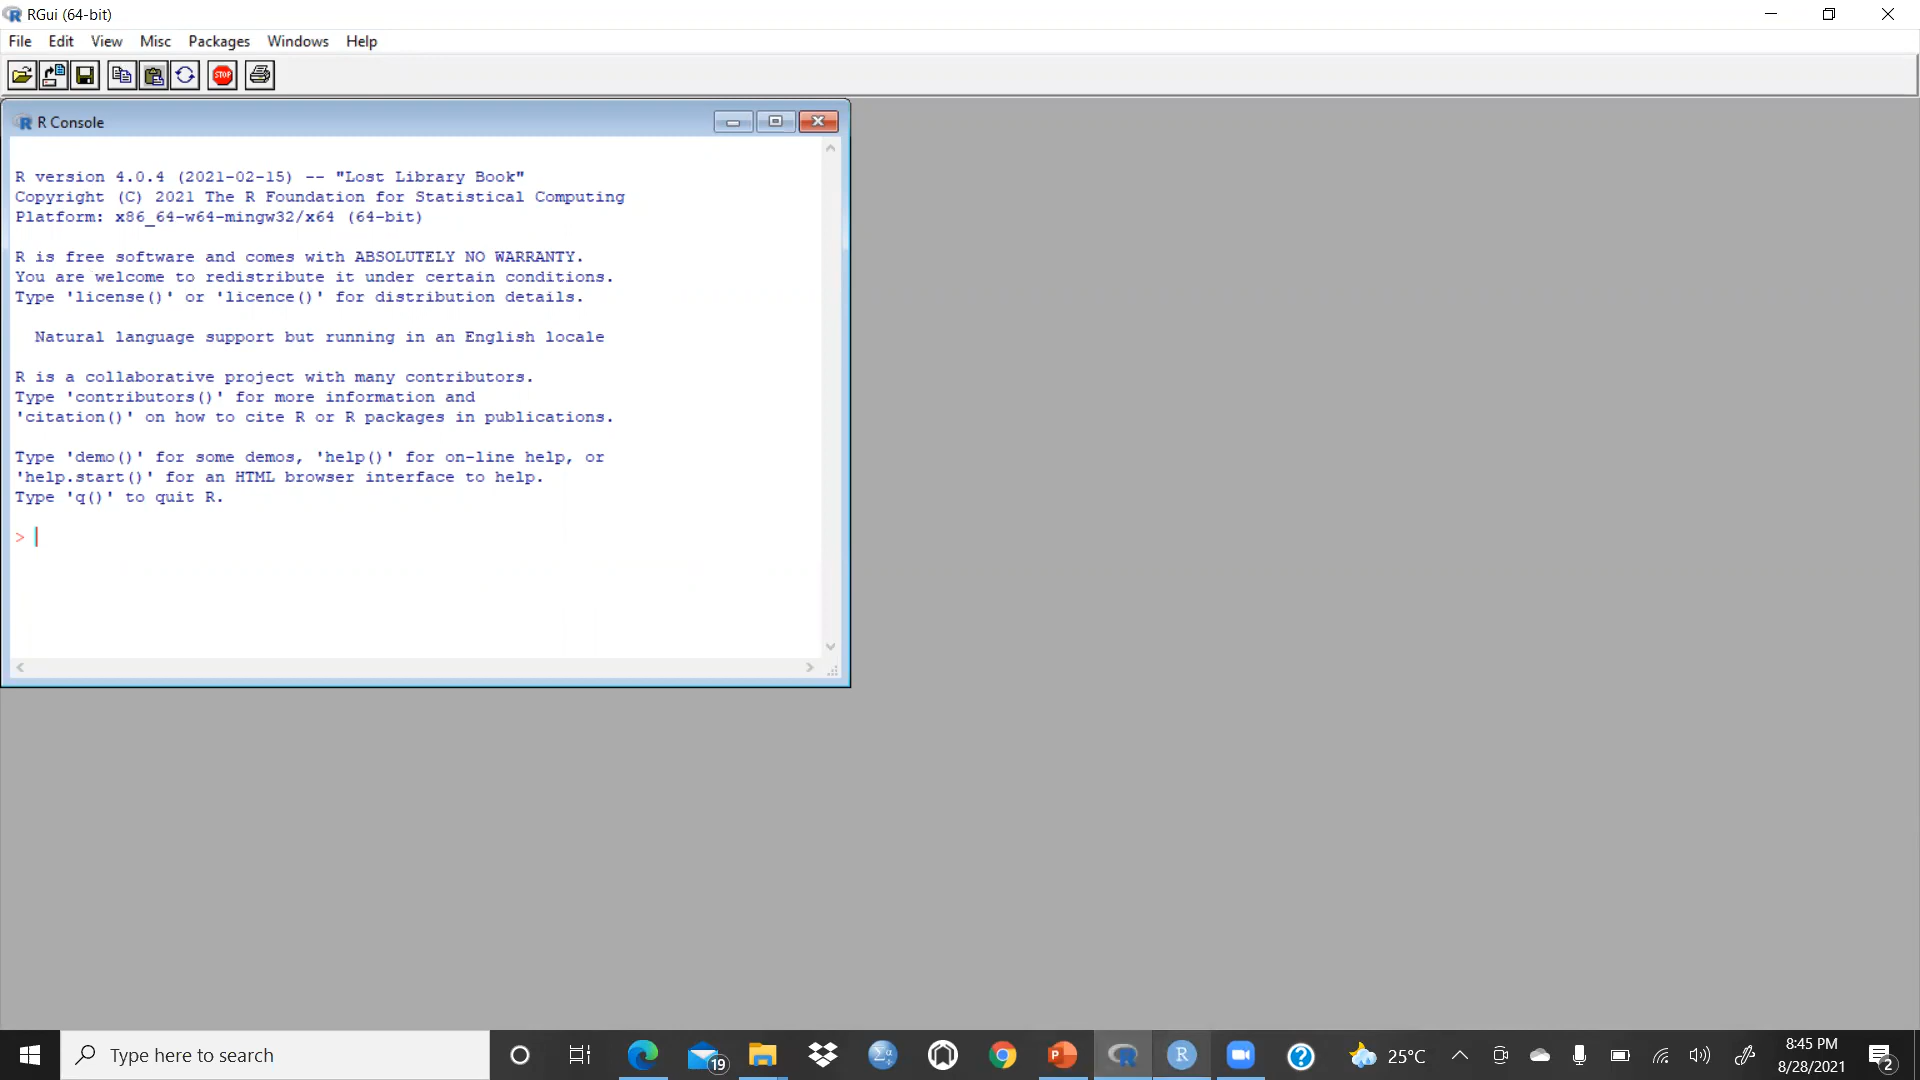 RGui (64-bit)
File Edit View Misc Packages Windows Help
STOP
R Console
R version 4.0.4 (2021-02-15) -- "Lost Library Book"
Copyright (C) 2021 The R Foundation for Statistical Computing
Platform: x86_64-w64-mingw32/x64 (64-bit)
R is free software and comes with ABSOLUTELY NO WARRANTY.
You are welcome to redistribute it under certain conditions.
Type 'license()' or 'licence()' for distribution details.
Natural language support but running in an English locale
R is a collaborative project with many contributors.
Type 'contributors()' for more information and
'citation()' on how to cite R or R packages in publications.
Type 'demo()' for some demos, 'help()' for on-line help, or
'help.start()' for an HTML browser interface to help.
Type 'q()' to quit R.
>
Type here to search
19
25°C
8:45 PM
8/28/2021
2